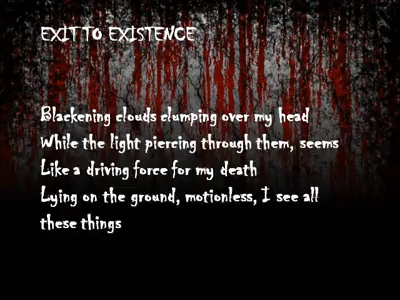 EXIT TO EXISTENCE
Blackening clouds clumping over my head
While the light piercing through them, seems
Like a driving force for my death
Lying on the ground, motionless, I see all
these things